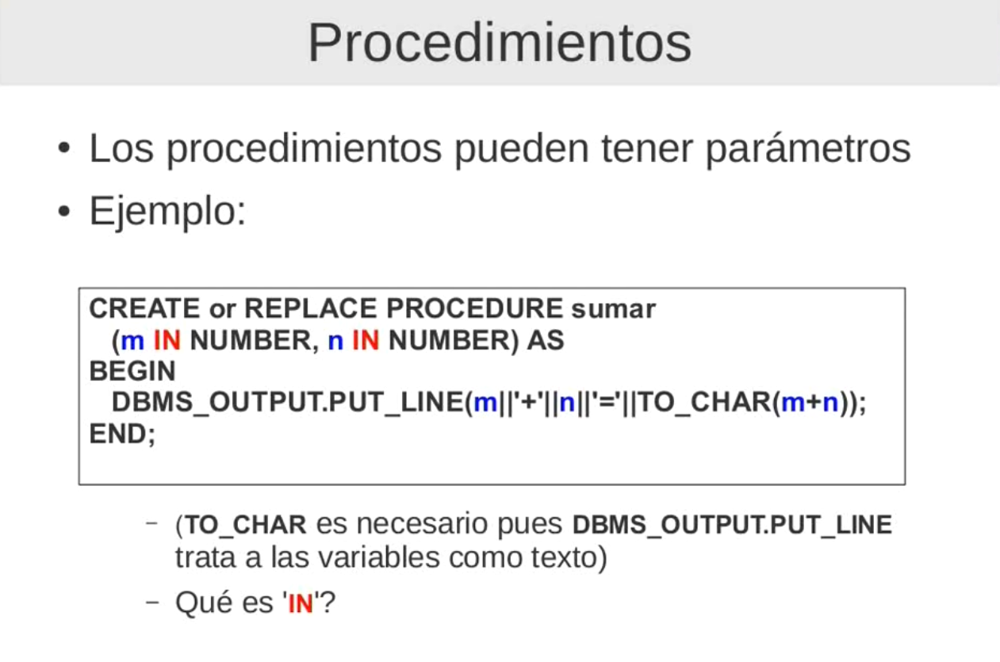 Procedimientos
• Los procedimientos pueden tener parámetros
• Ejemplo:
CREATE or REPLACE PROCEDURE sumar
(m IN NUMBER, n IN NUMBER) AS
BEGIN
DBMS_OUTPUT.PUT_LINE(m||'+'||n||'='||TO_CHAR(m+n));
END;
– (TO_CHAR es necesario pues DBMS_OUTPUT.PUT_LINE
trata a las variables como texto)
– Qué es 'IN'?